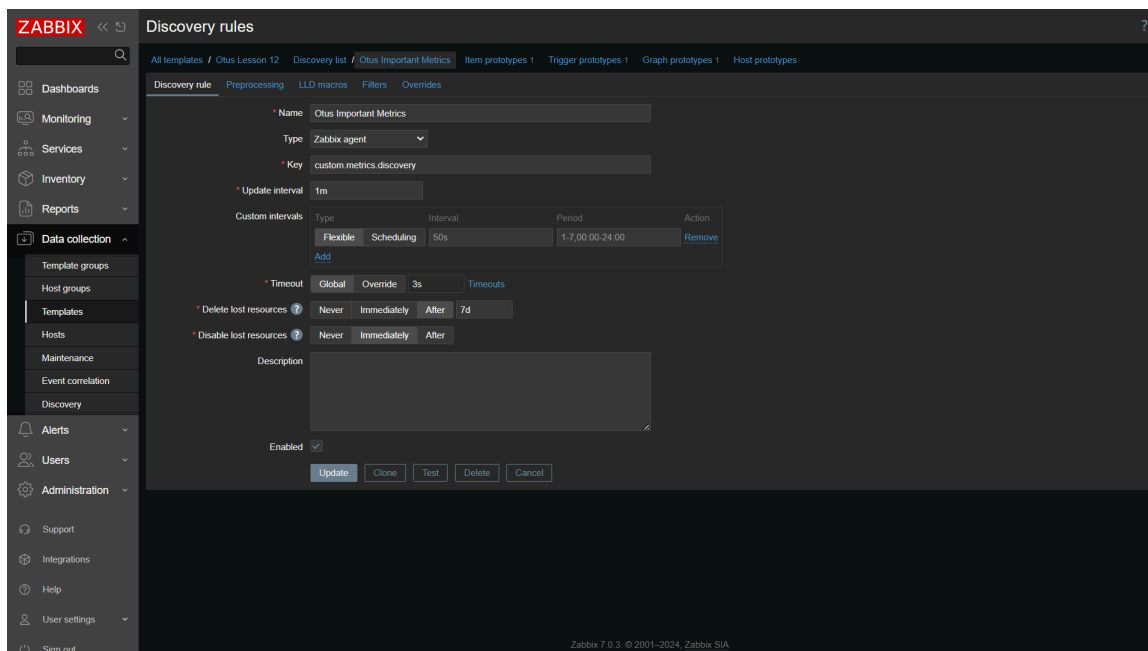 ZABBIX
Discovery rules
?
All templates / Otus Lesson 12 Discovery list / Otus Important Metrics Item prototypes 1 Trigger prototypes 1 Graph prototypes 1 Host prototypes
Discovery rule Preprocessing LLD macros Filters Overrides
Dashboards
Monitoring
Services
Inventory
Reports
Data collection
Template groups
Host groups
Templates
Hosts
Maintenance
Event correlation
Discovery
Alerts
Users
Administration
Support
Integrations
Help
User settings
Sign out
* Name Otus Important Metrics
Type Zabbix agent
* Key custom.metrics.discovery
* Update interval 1m
Custom intervals Type Interval Period Action
Flexible Scheduling 50s 1-7,00:00-24:00 Remove
Add
* Timeout Global Override 3s Timeouts
* Delete lost resources ? Never Immediately After 7d
* Disable lost resources ? Never Immediately After
Description
Enabled
Update Clone Test Delete Cancel
Zabbix 7.0.3. © 2001–2024, Zabbix SIA